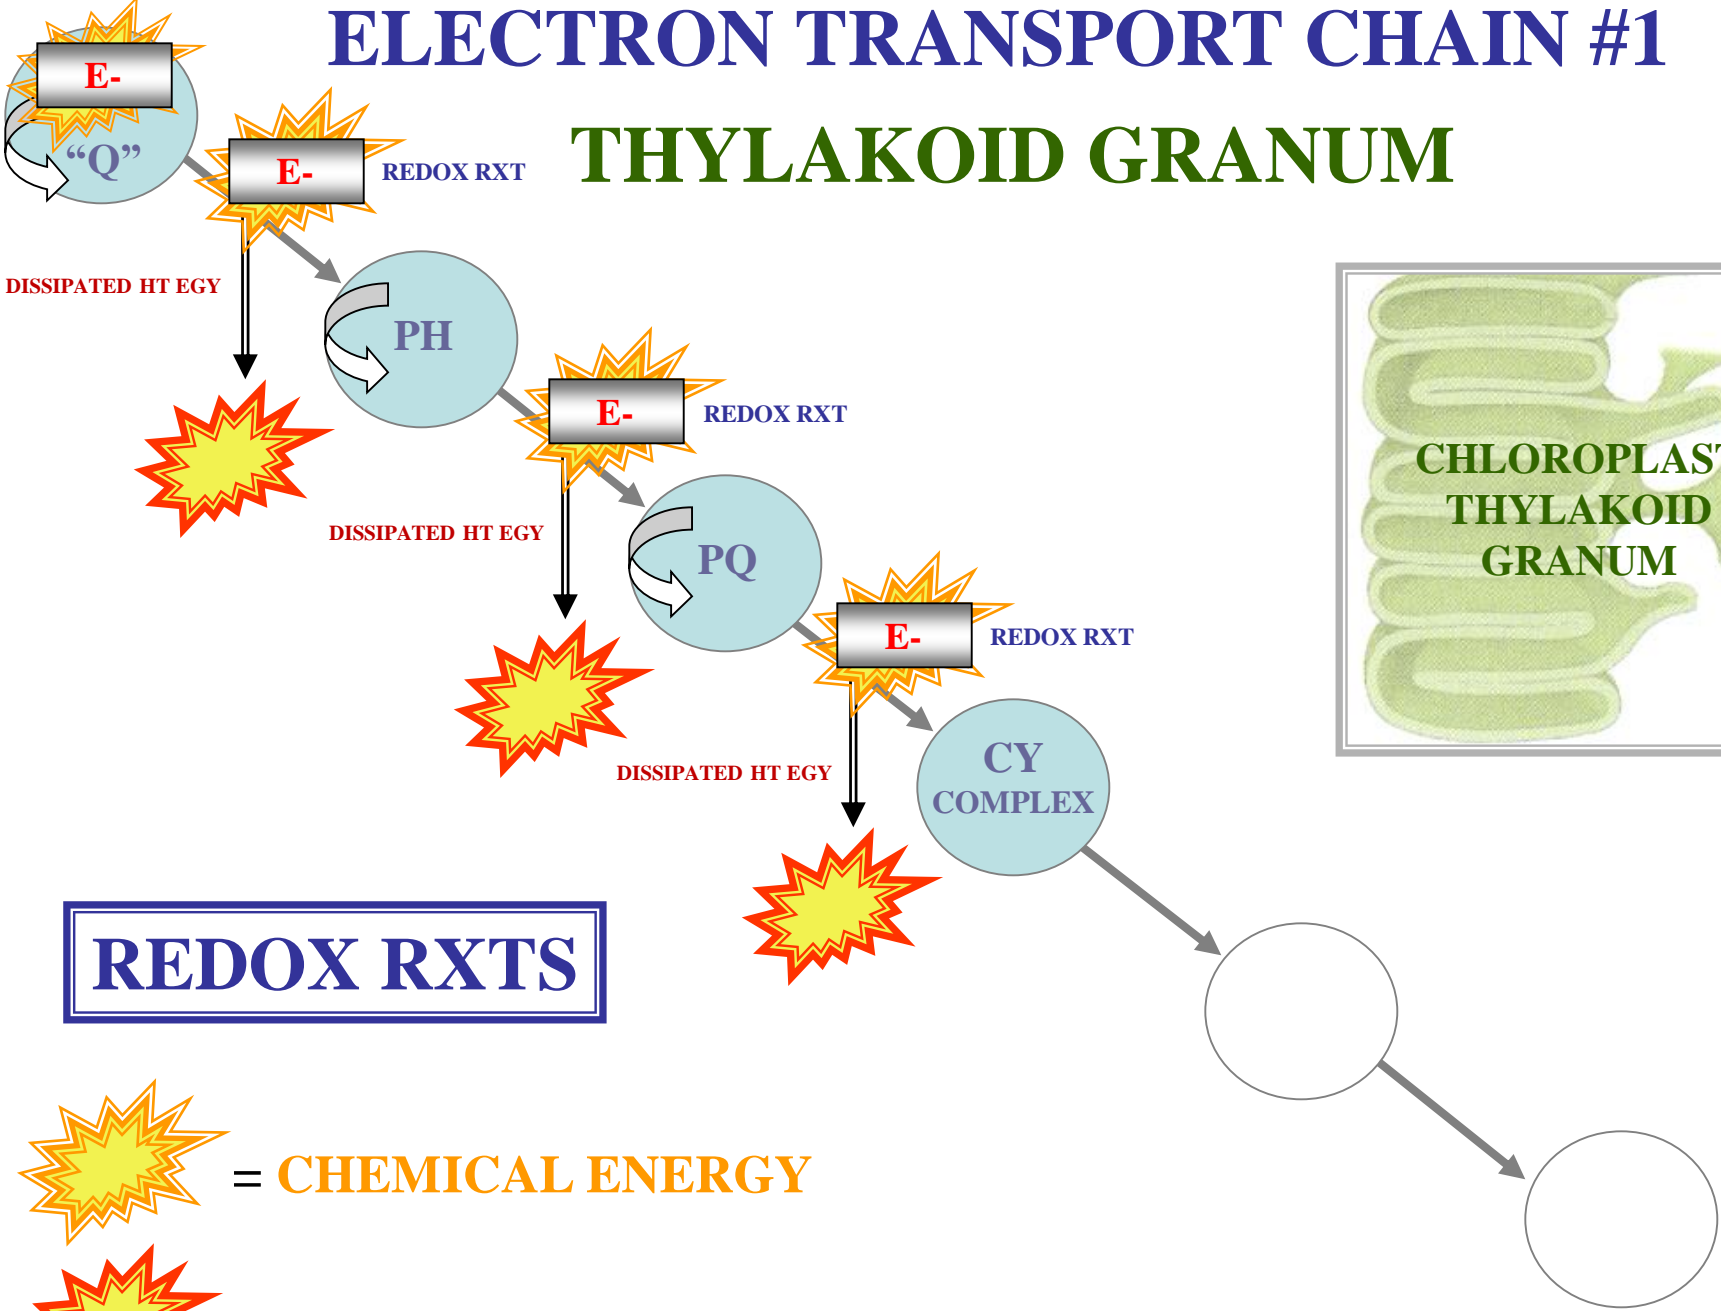 ELECTRON TRANSPORT CHAIN #1
THYLAKOID GRANUM
E-
“Q”
E-
REDOX RXT
DISSIPATED HT EGY
PH
E-
REDOX RXT
DISSIPATED HT EGY
PQ
E-
REDOX RXT
DISSIPATED HT EGY
CY
COMPLEX
CHLOROPLAST
THYLAKOID
GRANUM
REDOX RXTS
= CHEMICAL ENERGY